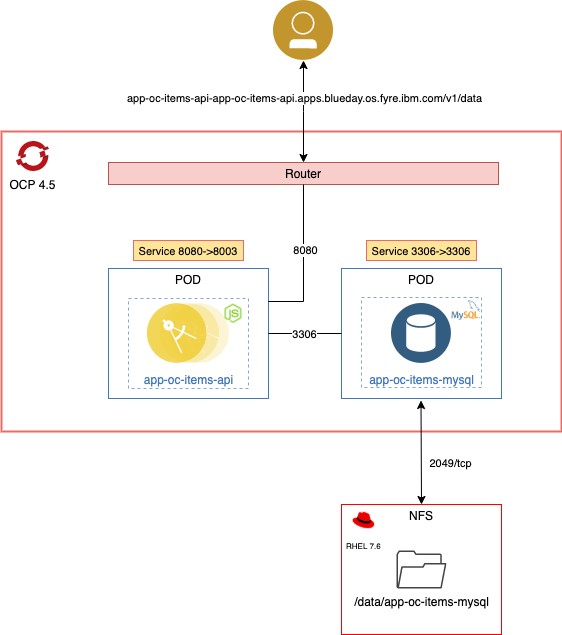 app-oc-items-api-app-oc-items-api.apps.blueday.os.fyre.ibm.com/v1/data
OCP 4.5
Router
8080
Service 8080->8003
Service 3306->3306
POD
POD
JS
MySQL
3306
app-oc-items-api
app-oc-items-mysql
2049/tcp
NFS
RHEL 7.6
/data/app-oc-items-mysql